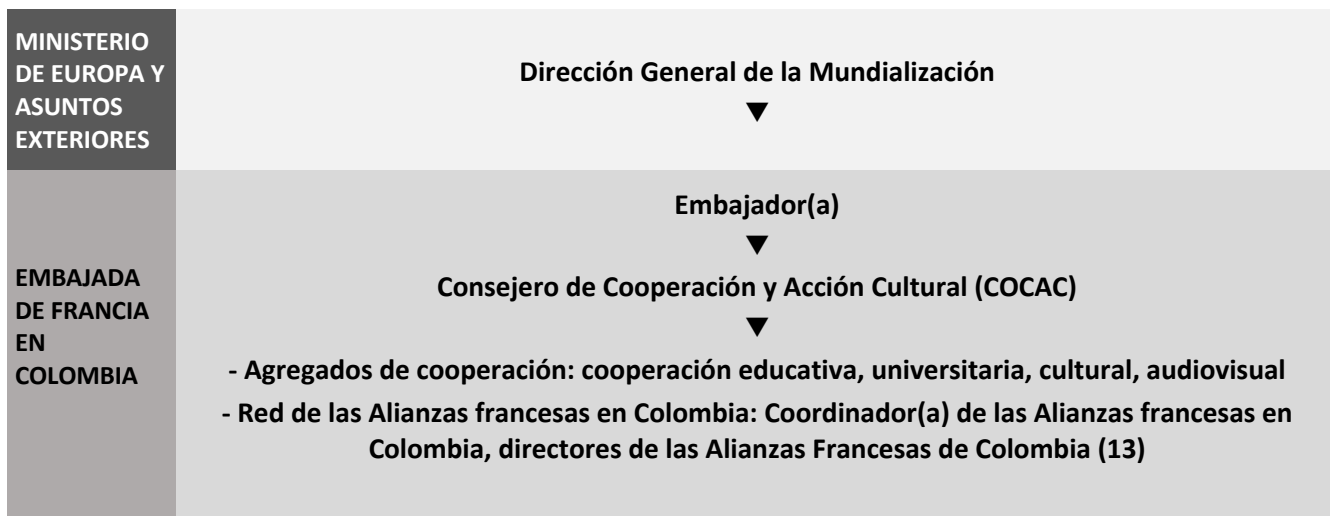 MINISTERIO
DE EUROPA Y
ASUNTOS
EXTERIORES
Dirección General de la Mundialización
▼
EMBAJADA
DE FRANCIA
EN
COLOMBIA
Embajador(a)
▼
Consejero de Cooperación y Acción Cultural (COCAC)
▼
- Agregados de cooperación: cooperación educativa, universitaria, cultural, audiovisual
- Red de las Alianzas francesas en Colombia: Coordinador(a) de las Alianzas francesas en
Colombia, directores de las Alianzas Francesas de Colombia (13)